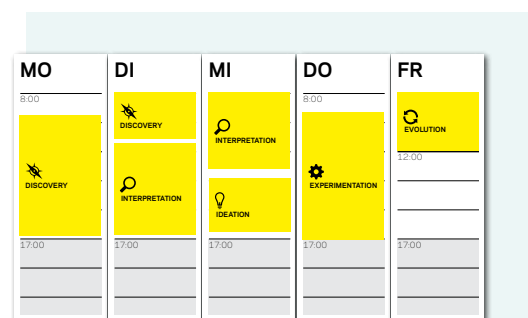 MO
8:00
DISCOVERY
17:00
DI
DISCOVERY
INTERPRETATION
17:00
MI
INTERPRETATION
IDEATION
17:00
DO
8:00
EXPERIMENTATION
17:00
FR
EVOLUTION
12:00
17:00